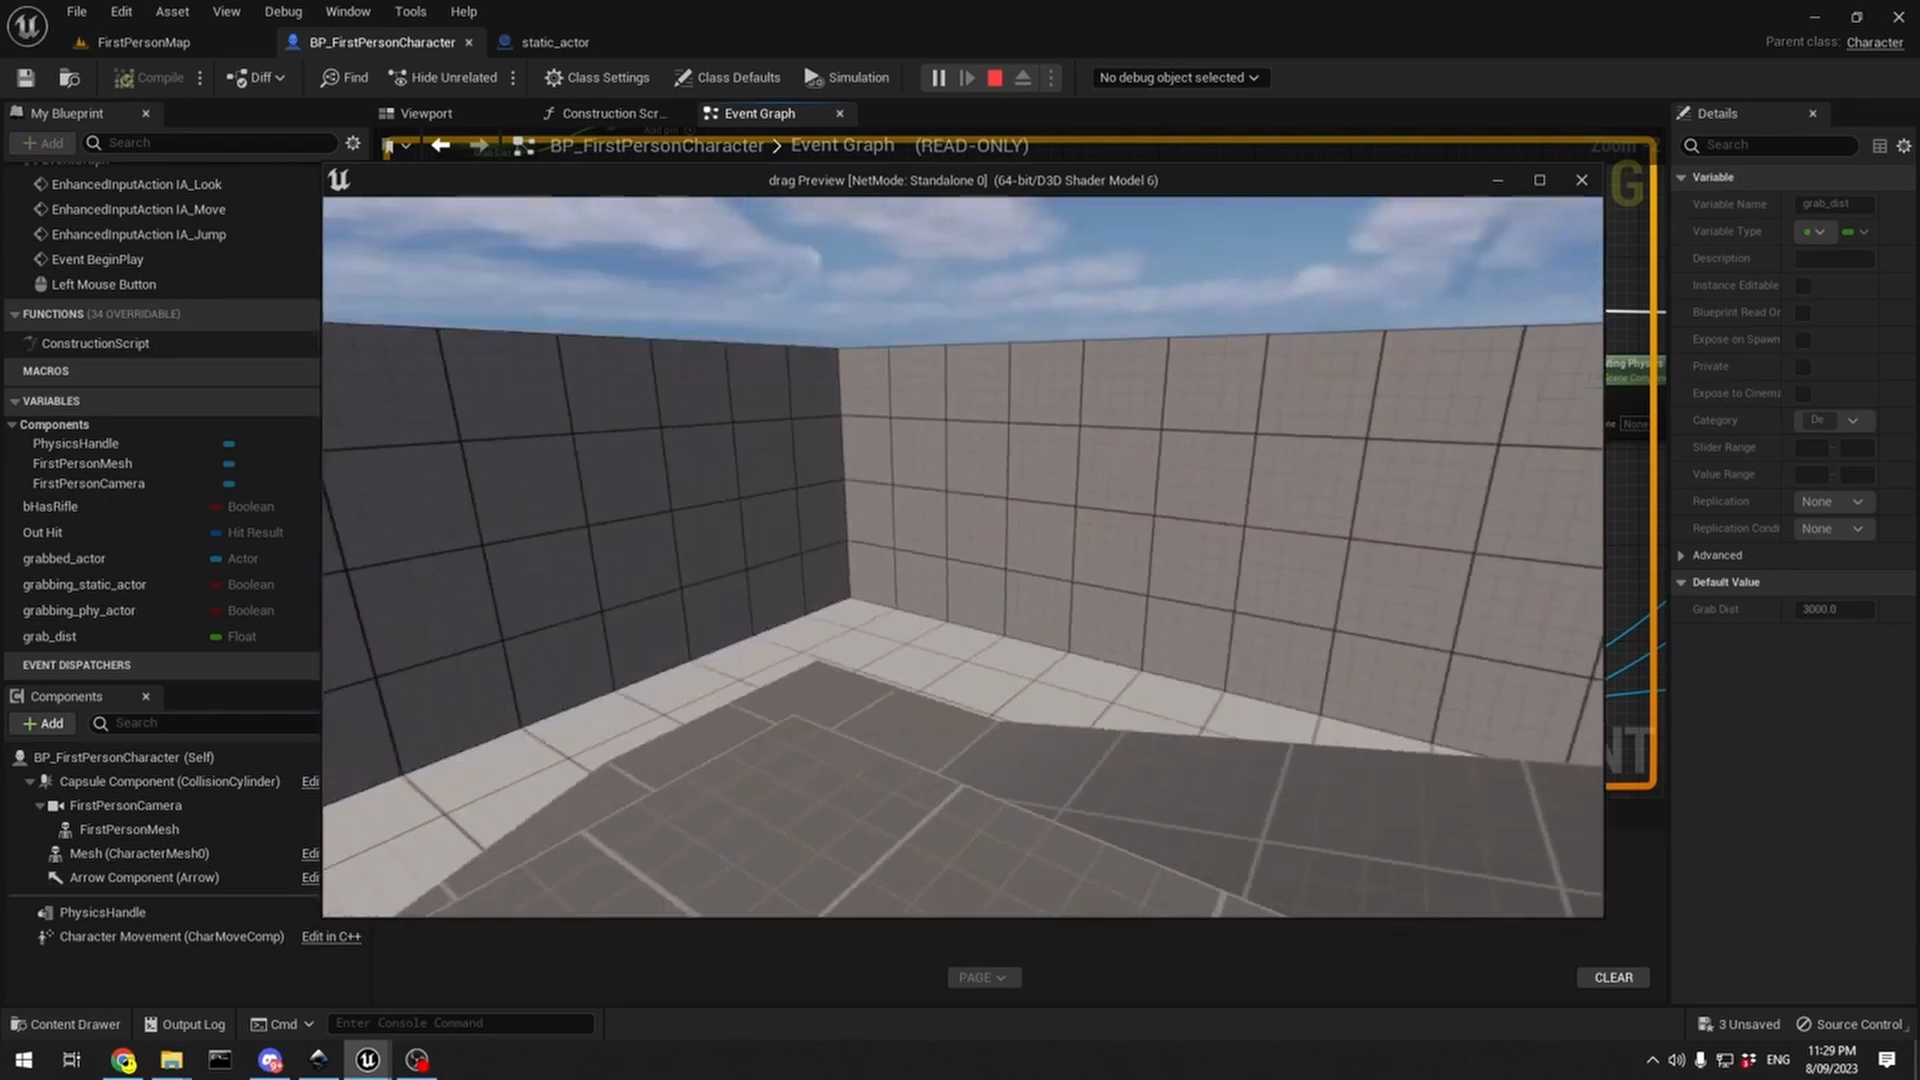 File Edit Asset View Debug Window Tools Help
FirstPersonMap BP_FirstPersonCharacter static_actor
Parent class: Character
Compile Diff Find Hide Unrelated Class Settings Class Defaults Simulation No debug object selected
My Blueprint Viewport Construction Scr... Event Graph Details
Add Search
BP_FirstPersonCharacter > Event Graph (READ-ONLY)
Search
drag Preview [NetMode: Standalone 0] (64-bit/D3D Shader Model 6)
EnhancedInputAction IA_Look
EnhancedInputAction IA_Move
EnhancedInputAction IA_Jump
Event BeginPlay
Left Mouse Button
FUNCTIONS (34 OVERRIDABLE)
ConstructionScript
MACROS
VARIABLES
Components
PhysicsHandle
FirstPersonMesh
FirstPersonCamera
bHasRifle Boolean
Out Hit Hit Result
grabbed_actor Actor
grabbing_static_actor Boolean
grabbing_phy_actor Boolean
grab_dist Float
EVENT DISPATCHERS
Components
Add Search
BP_FirstPersonCharacter (Self)
Capsule Component (CollisionCylinder) Edi
FirstPersonCamera
FirstPersonMesh
Mesh (CharacterMesh0) Edi
Arrow Component (Arrow) Edi
PhysicsHandle
Character Movement (CharMoveComp) Edit in C++
Variable
Variable Name grab_dist
Variable Type
Description
Instance Editable
Blueprint Read Or
Expose on Spawn
Private
Expose to Cinema
Category De
Slider Range
Value Range
Replication None
Replication Condi None
Advanced
Default Value
Grab Dist 3000.0
G
ting Physics
Scene Compo
ne None
NT
PAGE CLEAR
Content Drawer Output Log Cmd Enter Console Command 3 Unsaved Source Control
ENG 11:29 PM
8/09/2023